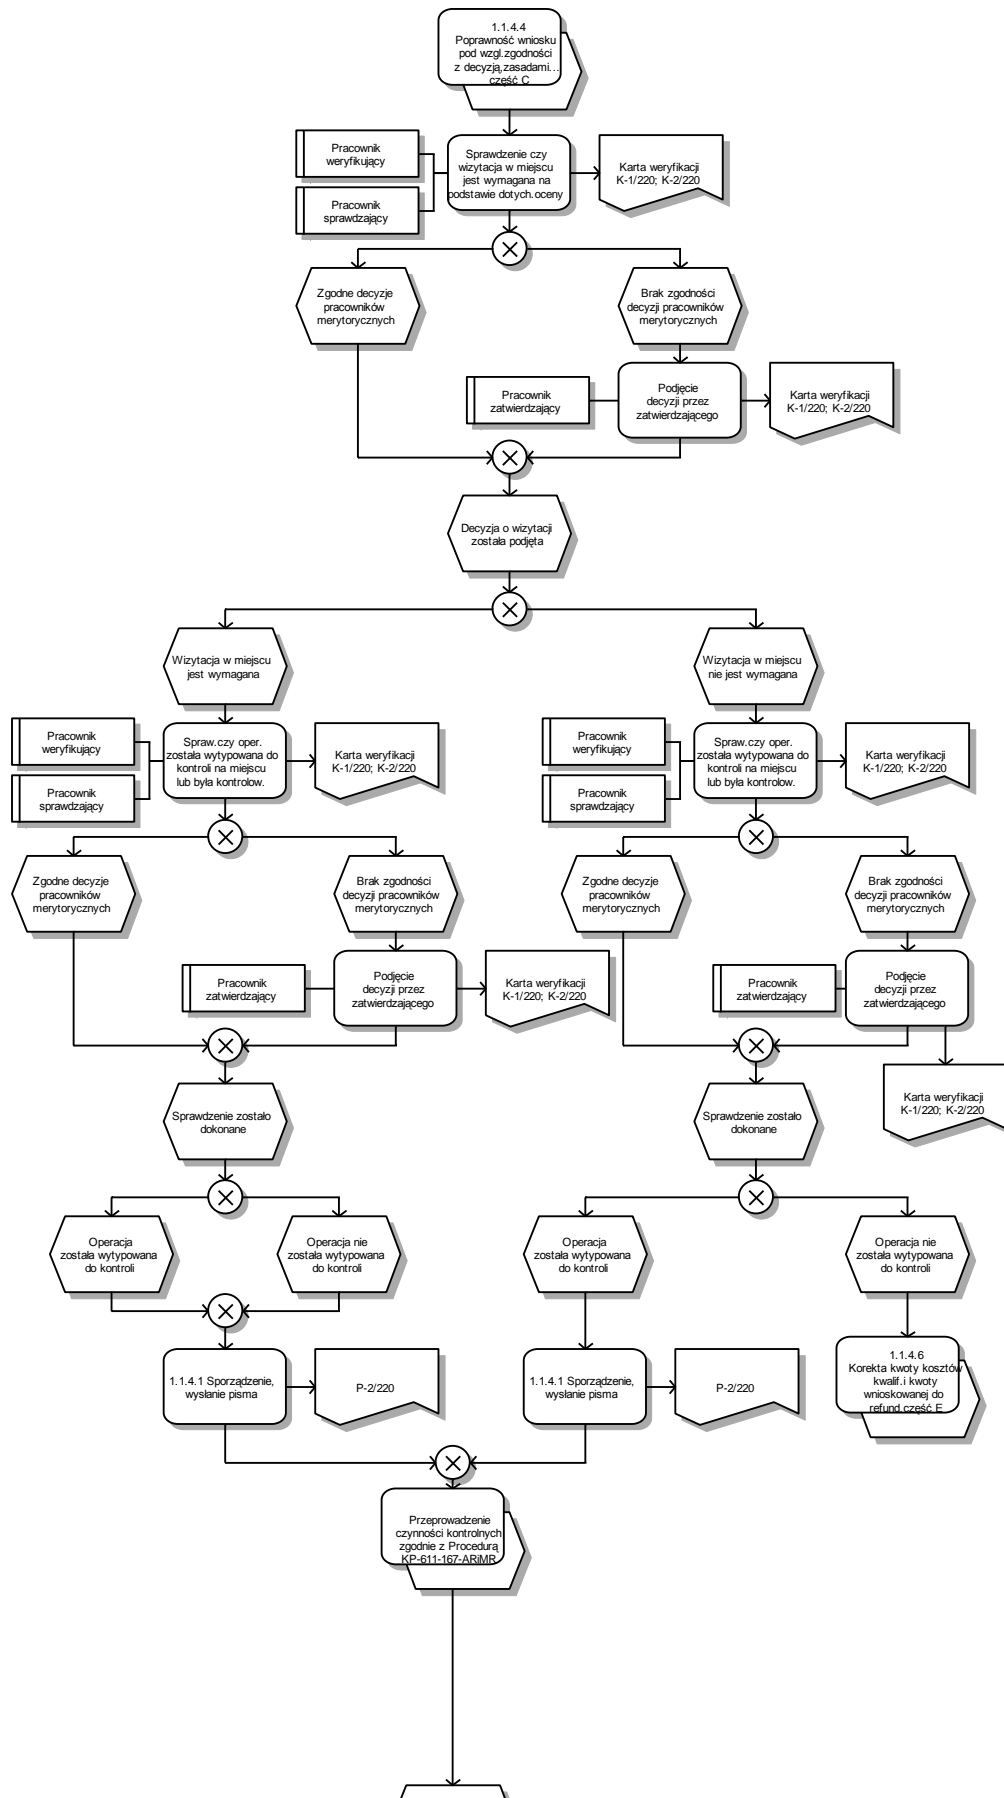 1.1.4.4
Poprawność wniosku
pod wzgl.zgodności
z decyzją,zasadami...
część C
Pracownik
weryfikujący
Sprawdzenie czy
wizytacja w miejscu
jest wymagana na
podstawie dotych.oceny
Karta weryfikacji
K-1/220; K-2/220
Pracownik
sprawdzający
Zgodne decyzje
pracowników
merytorycznych
Brak zgodności
decyzji pracowników
merytorycznych
Pracownik
zatwierdzający
Podjęcie
decyzji przez
zatwierdzającego
Karta weryfikacji
K-1/220; K-2/220
Decyzja o wizytacji
została podjęta
Wizytacja w miejscu
jest wymagana
Wizytacja w miejscu
nie jest wymagana
Pracownik
weryfikujący
Spraw.czy oper.
została wytypowana do
kontroli na miejscu
lub była kontrolow.
Karta weryfikacji
K-1/220; K-2/220
Pracownik
sprawdzający
Pracownik
weryfikujący
Spraw.czy oper.
została wytypowana do
kontroli na miejscu
lub była kontrolow.
Karta weryfikacji
K-1/220; K-2/220
Pracownik
sprawdzający
Zgodne decyzje
pracowników
merytorycznych
Brak zgodności
decyzji pracowników
merytorycznych
Zgodne decyzje
pracowników
merytorycznych
Brak zgodności
decyzji pracowników
merytorycznych
Pracownik
zatwierdzający
Podjęcie
decyzji przez
zatwierdzającego
Karta weryfikacji
K-1/220; K-2/220
Pracownik
zatwierdzający
Podjęcie
decyzji przez
zatwierdzającego
Karta weryfikacji
K-1/220; K-2/220
Sprawdzenie zostało
dokonane
Sprawdzenie zostało
dokonane
Operacja
została wytypowana
do kontroli
Operacja nie
została wytypowana
do kontroli
Operacja
została wytypowana
do kontroli
Operacja nie
została wytypowana
do kontroli
1.1.4.1 Sporządzenie,
wysłanie pisma
P-2/220
1.1.4.1 Sporządzenie,
wysłanie pisma
P-2/220
1.1.4.6
Korekta kwoty kosztów
kwalif.i kwoty
wnioskowanej do
refund.część E
Przeprowadzenie
czynności kontrolnych
zgodnie z Procedurą
KP-611-167-ARiMR